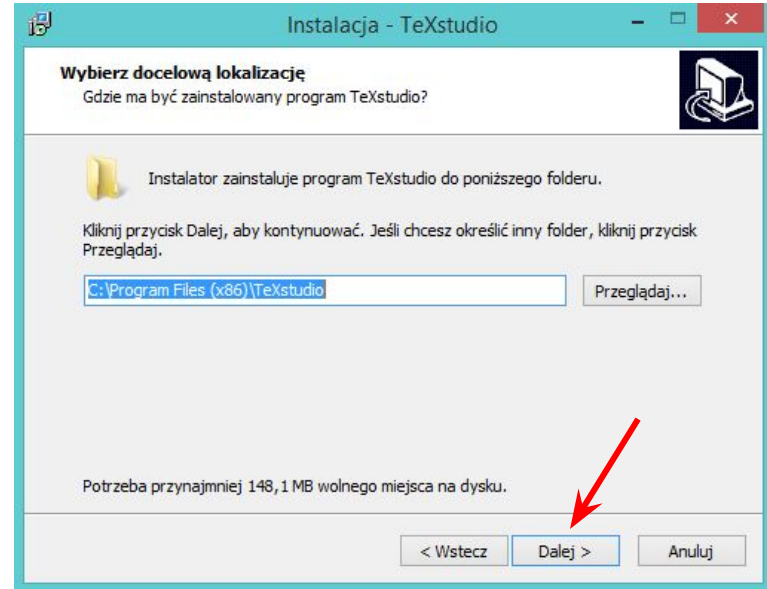 Instalacja - TeXstudio
Wybierz docelową lokalizację
Gdzie ma być zainstalowany program TeXstudio?
Instalator zainstaluje program TeXstudio do poniższego folderu.
Kliknij przycisk Dalej, aby kontynuować. Jeśli chcesz określić inny folder, kliknij przycisk
Przeglądaj.
C:\Program Files (x86)\TeXstudio
Przeglądaj...
Potrzeba przynajmniej 148,1 MB wolnego miejsca na dysku.
< Wstecz
Dalej >
Anuluj